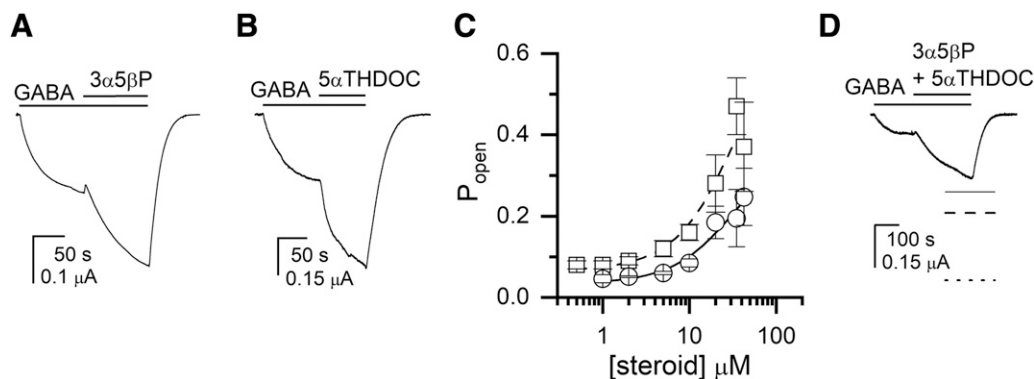 A
GABA
3α5βP
50 s
0.1 µA
B
GABA
5αTHDOC
50 s
0.15 µA
C
P open
0.6
0.4
0.2
0.0
1
10
100
[steroid] µM
D
3α5βP
GABA + 5αTHDOC
100 s
0.15 µA